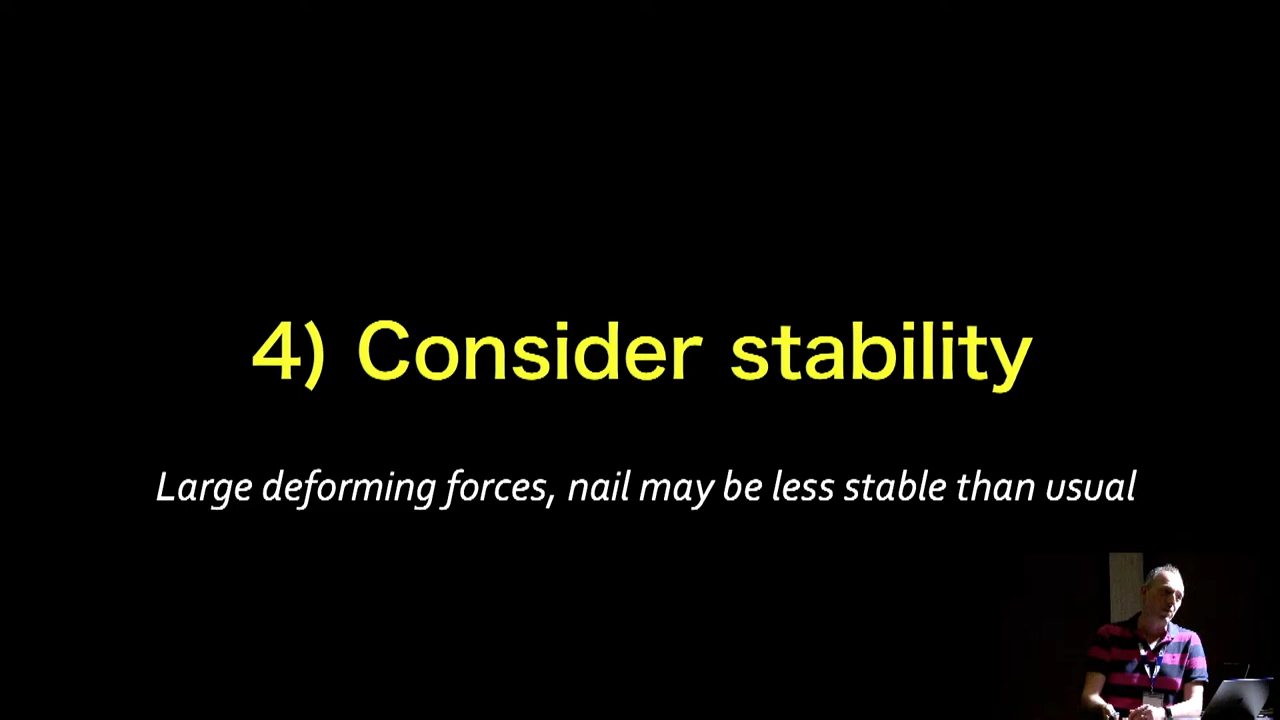 4) Consider stability
Large deforming forces, nail may be less stable than usual